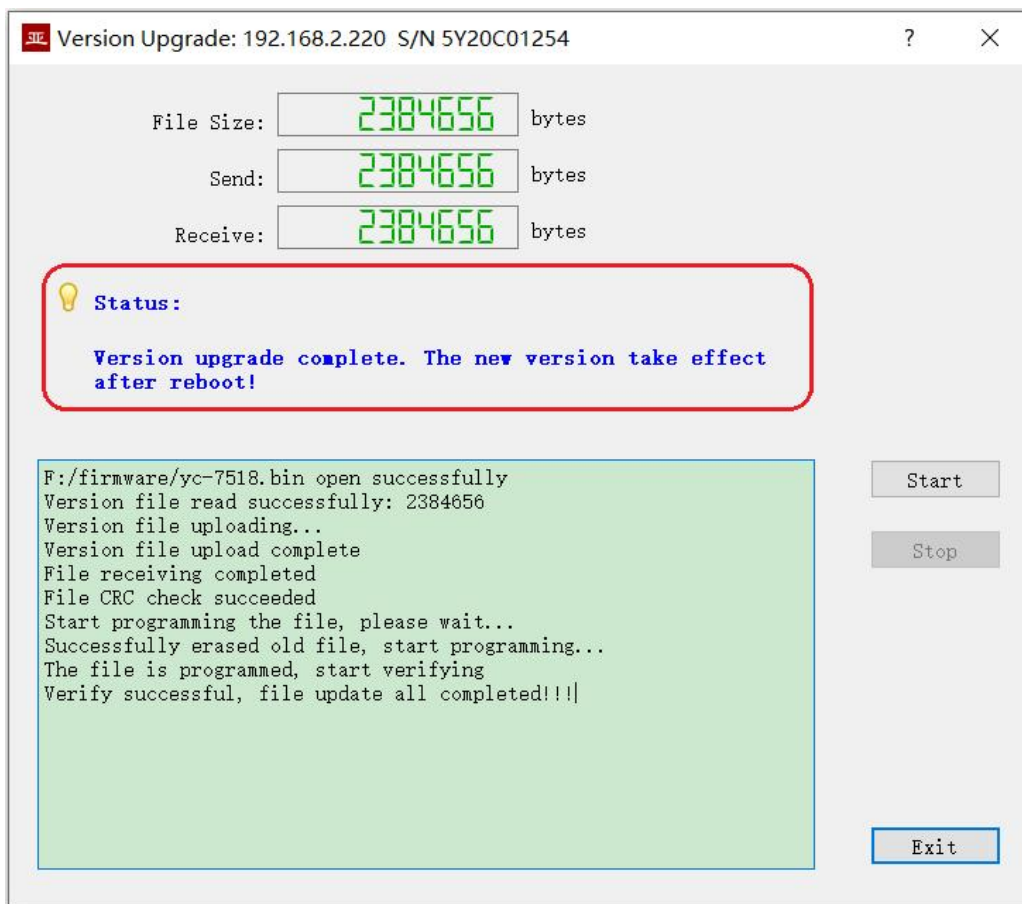 亚 Version Upgrade: 192.168.2.220 S/N 5Y20C01254 ? ×
File Size: 2384656 bytes
Send: 2384656 bytes
Receive: 2384656 bytes
Status:
Version upgrade complete. The new version take effect
after reboot!
F:/firmware/yc-7518.bin open successfully
Version file read successfully: 2384656
Version file uploading...
Version file upload complete
File receiving completed
File CRC check succeeded
Start programming the file, please wait...
Successfully erased old file, start programming...
The file is programmed, start verifying
Verify successful, file update all completed!!!
Start
Stop
Exit